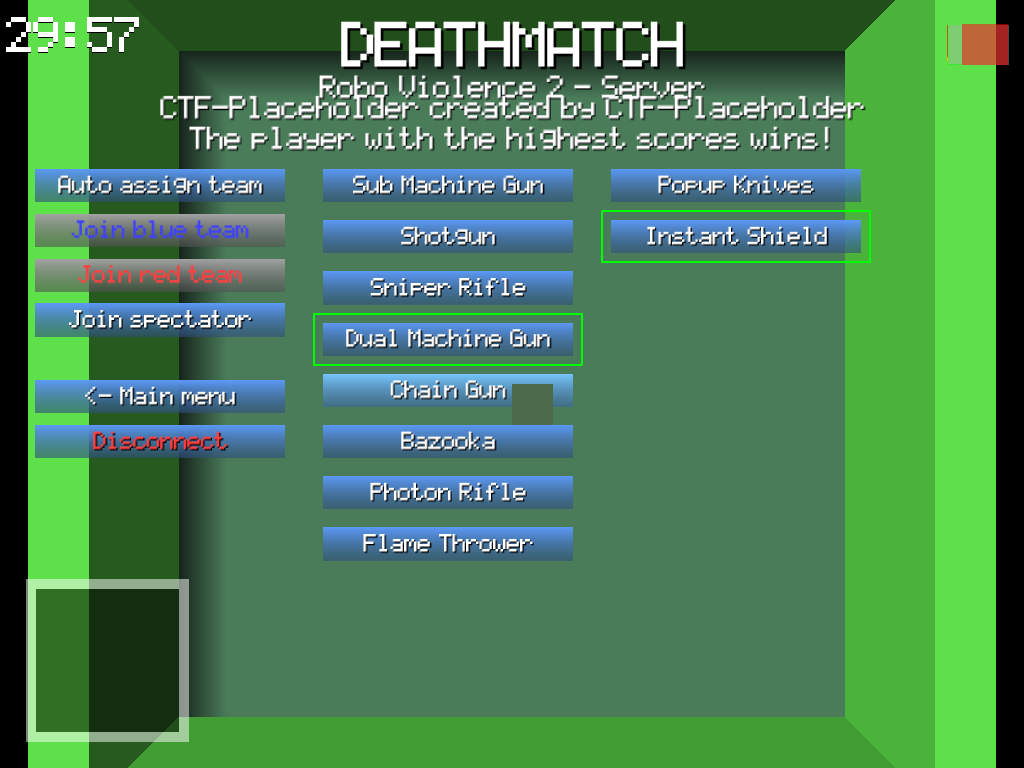 29:57
DEATHMATCH
Robo Violence 2 - Server
CTF-Placeholder created by CTF-Placeholder
The player with the highest scores wins!
Auto assign team
Join blue team
Join red team
Join spectator
<- Main menu
Disconnect
Sub Machine Gun
Shotgun
Sniper Rifle
Dual Machine Gun
Chain Gun
Bazooka
Photon Rifle
Flame Thrower
Popup Knives
Instant Shield